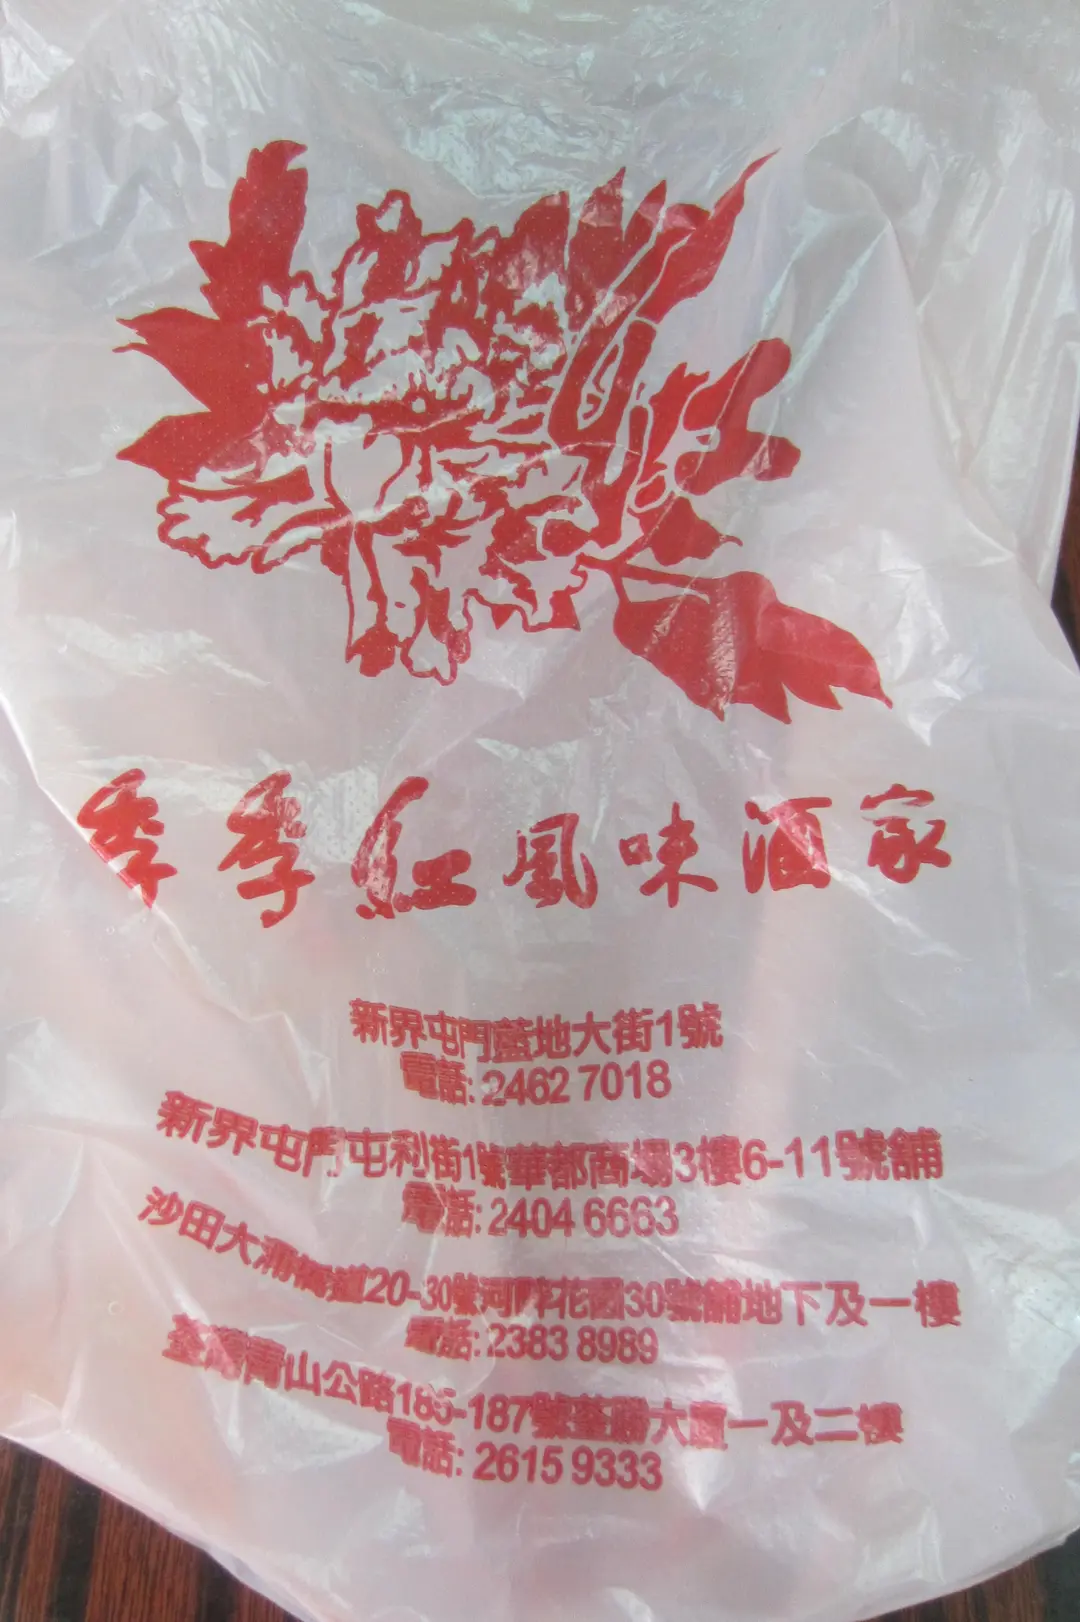 季季紅風味酒家
新界屯門藍地大街1號
電話: 2462 7018
新界屯門屯利街1號華都商場3樓6-11號舖
電話: 2404 6663
沙田大涌橋道20-30號河畔花園30號舖地下及一樓
電話: 2383 8989
荃灣青山公路185-187號荃勝大廈一及二樓
電話: 2615 9333